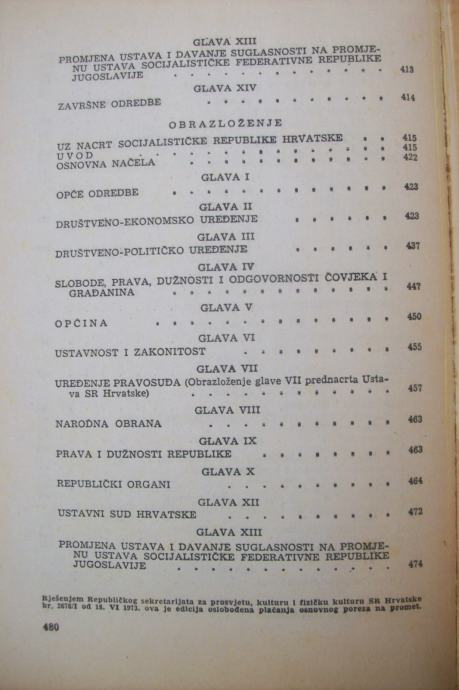 GLAVA XIII
PROMJENA USTAVA I DAVANJE SUGLASNOSTI NA PROMJE-
NU USTAVA SOCIJALISTIČKE FEDERATIVNE REPUBLIKE
JUGOSLAVIJE . . . . . . . . . . . . 413
GLAVA XIV
ZAVRŠNE ODREDBE . . . . . . . . . . 414
OBRAZLOŽENJE
UZ NACRT SOCIJALISTIČKE REPUBLIKE HRVATSKE . . 415
UVOD . . . . . . . . . . . . . 415
OSNOVNA NAČELA . . . . . . . . . . . 422
GLAVA I
OPĆE ODREDBE . . . . . . . . . . . . 423
GLAVA II
DRUŠTVENO-EKONOMSKO UREĐENJE . . . . . . 423
GLAVA III
DRUŠTVENO-POLITIČKO UREĐENJE . . . . . . 437
GLAVA IV
SLOBODE, PRAVA, DUŽNOSTI I ODGOVORNOSTI ČOVJEKA I
GRAĐANINA . . . . . . . . . . . . 447
GLAVA V
OPĆINA . . . . . . . . . . . . . 450
GLAVA VI
USTAVNOST I ZAKONITOST . . . . . . . . 455
GLAVA VII
UREĐENJE PRAVOSUĐA (Obrazloženje glave VII prednacrta Usta-
va SR Hrvatske) . . . . . . . . . . . 457
GLAVA VIII
NARODNA OBRANA . . . . . . . . . . 463
GLAVA IX
PRAVA I DUŽNOSTI REPUBLIKE . . . . . . . . 463
GLAVA X
REPUBLIČKI ORGANI . . . . . . . . . 464
GLAVA XII
USTAVNI SUD HRVATSKE . . . . . . . . . 472
GLAVA XIII
PROMJENA USTAVA I DAVANJE SUGLASNOSTI NA PROMJE-
NU USTAVA SOCIJALISTIČKE FEDERATIVNE REPUBLIKE
JUGOSLAVIJE . . . . . . . . . . . . 474
Rješenjem Republičkog sekretarijata za prosvjetu, kulturu i fizičku kulturu SR Hrvatske
br. 2676/1 od 18. VI 1973. ova je edicija oslobođena plaćanja osnovnog poreza na promet.
480